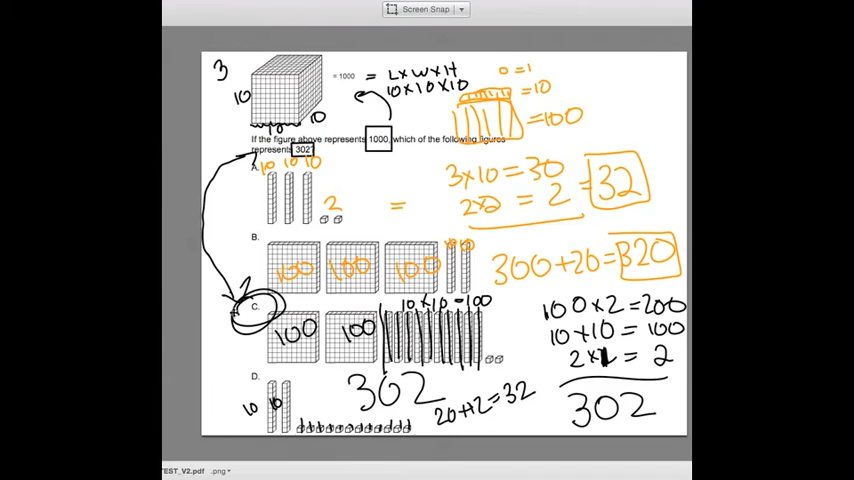 Screen Snap
3
= 1000 = L×W×H
10×10×10
10
10
10
0 = 1
= 10
= 100
If the figure above represents 1000, which of the following figures
represents 302?
A.
10 10 10
2
=
3×10 = 30
= 2
= 32
B.
100 100 100 10 10
300+20=320
C.
10×10=100
100 100
100×2=200
10×10=100
= 2
302
302
D.
10 10
20+12=32
TEST_V2.pdf .png